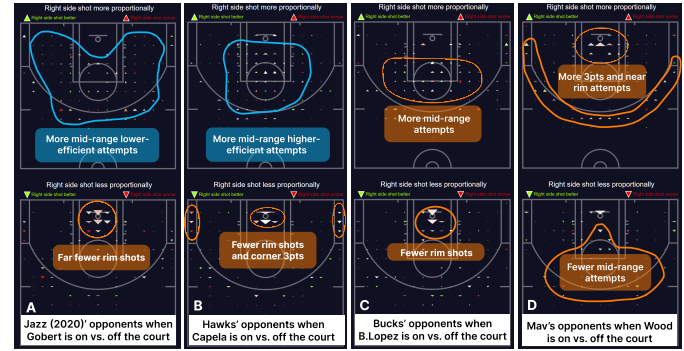 Right side shot more proportionally
Right side shot better
Right side shot worse
More mid-range lower-
efficient attempts
Right side shot less proportionally
Right side shot better
Right side shot worse
Far fewer rim shots
A
Jazz (2020)' opponents when
Gobert is on vs. off the court
Right side shot more proportionally
Right side shot better
Right side shot worse
More mid-range higher-
efficient attempts
Right side shot less proportionally
Right side shot better
Right side shot worse
Fewer rim shots
and corner 3pts
B
Hawks' opponents when
Capela is on vs. off the court
Right side shot more proportionally
Right side shot better
Right side shot worse
More mid-range
attempts
Right side shot less proportionally
Right side shot better
Right side shot worse
Fewer rim shots
C
Bucks' opponents when
B.Lopez is on vs. off the court
Right side shot more proportionally
Right side shot better
Right side shot worse
More 3pts and near
rim attempts
Right side shot less proportionally
Right side shot better
Right side shot worse
Fewer mid-range
attempts
D
Mav's opponents when Wood
is on vs. off the court